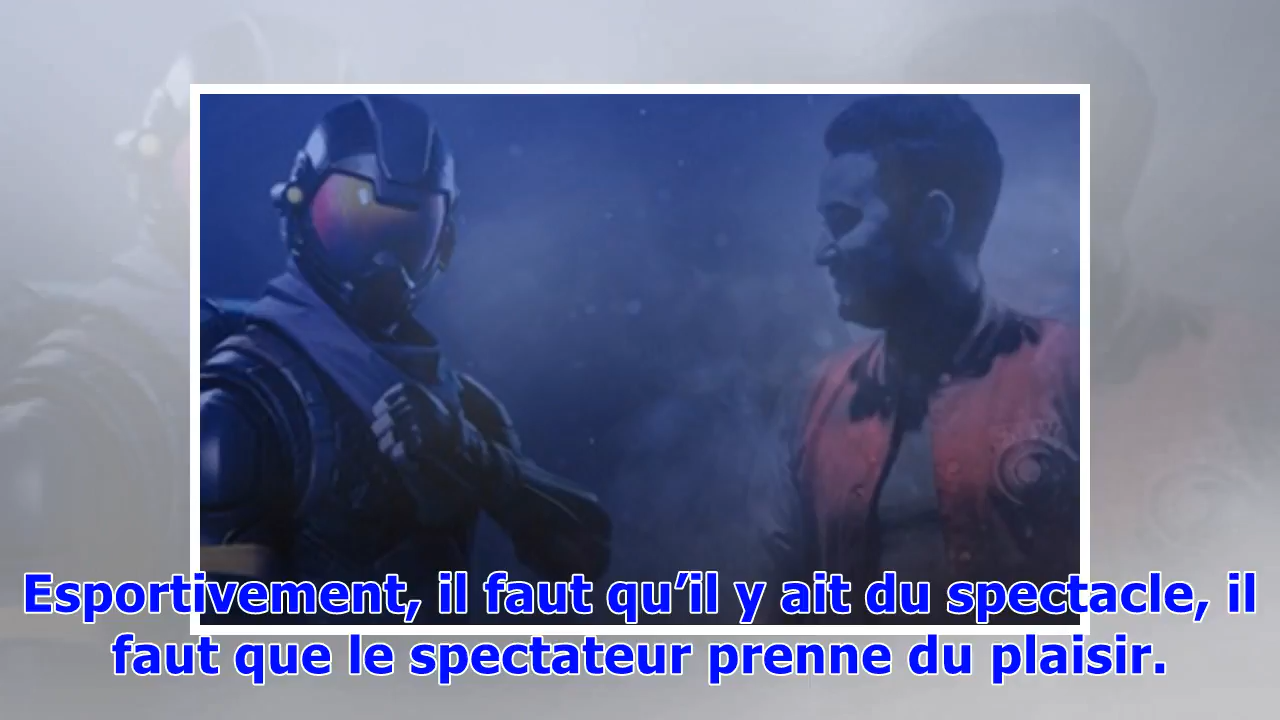 Esportivement, il faut qu’il y ait du spectacle, il
faut que le spectateur prenne du plaisir.